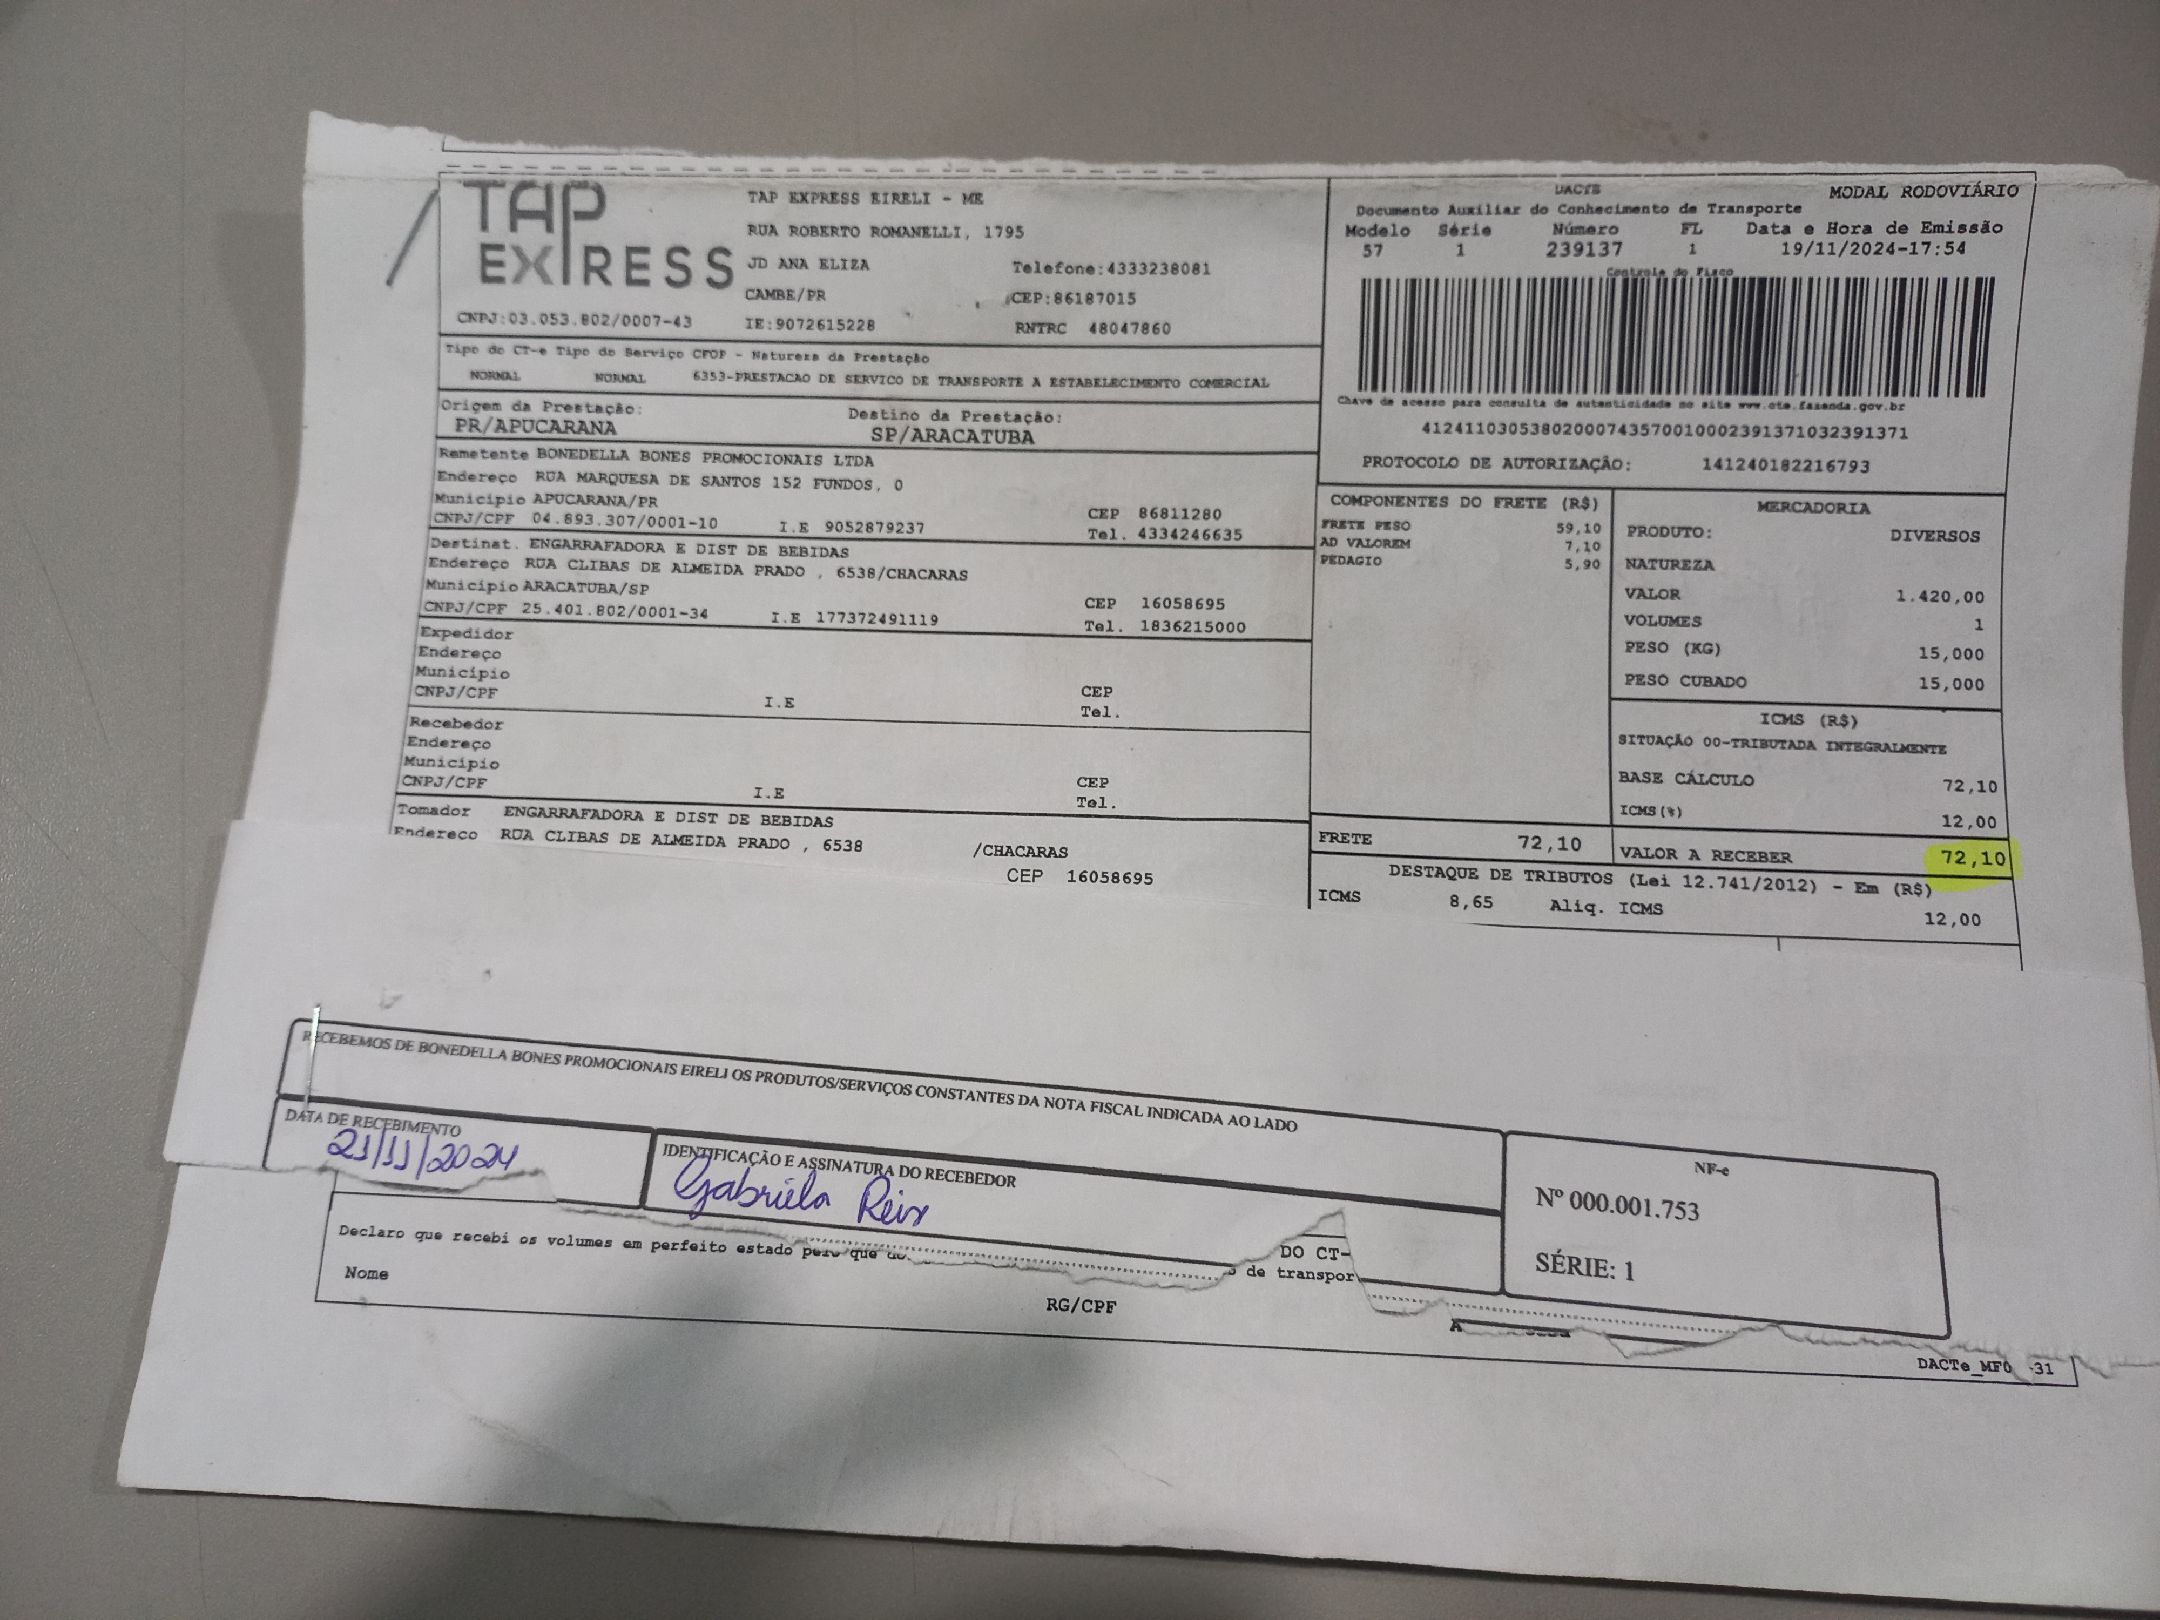 TAP
EXPRESS
CNPJ:03.053.802/0007-43
TAP EXPRESS EIRELI - ME
RUA ROBERTO ROMANELLI, 1795
JD ANA ELIZA Telefone:4333238081
CAMBE/PR CEP:86187015
IE:9072615228 RNTRC 48047860
DACTE MODAL RODOVIÁRIO
Documento Auxiliar do Conhecimento de Transporte
Modelo Série Número FL Data e Hora de Emissão
57 1 239137 1 19/11/2024-17:54
Controle do Fisco
Chave de acesso para consulta de autenticidade no site www.cte.fazenda.gov.br
41241103053802000743570010002391371032391371
PROTOCOLO DE AUTORIZAÇÃO: 141240182216793
Tipo do CT-e Tipo do Serviço CFOP - Natureza da Prestação
NORMAL NORMAL 6353-PRESTACAO DE SERVICO DE TRANSPORTE A ESTABELECIMENTO COMERCIAL
Origem da Prestação: Destino da Prestação:
PR/APUCARANA SP/ARACATUBA
Remetente BONEDELLA BONES PROMOCIONAIS LTDA
Endereço RUA MARQUESA DE SANTOS 152 FUNDOS, 0
Município APUCARANA/PR CEP 86811280
CNPJ/CPF 04.893.307/0001-10 I.E 9052879237 Tel. 4334246635
Destinat. ENGARRAFADORA E DIST DE BEBIDAS
Endereço RUA CLIBAS DE ALMEIDA PRADO , 6538/CHACARAS
Município ARACATUBA/SP CEP 16058695
CNPJ/CPF 25.401.802/0001-34 I.E 177372491119 Tel. 1836215000
Expedidor
Endereço
Município CEP
CNPJ/CPF I.E Tel.
Recebedor
Endereço
Município CEP
CNPJ/CPF I.E Tel.
Tomador ENGARRAFADORA E DIST DE BEBIDAS
Endereço RUA CLIBAS DE ALMEIDA PRADO , 6538 /CHACARAS
CEP 16058695
COMPONENTES DO FRETE (R$)
FRETE PESO 59,10
AD VALOREM 7,10
PEDAGIO 5,90
FRETE 72,10
MERCADORIA
PRODUTO: DIVERSOS
NATUREZA
VALOR 1.420,00
VOLUMES 1
PESO (KG) 15,000
PESO CUBADO 15,000
ICMS (R$)
SITUAÇÃO 00-TRIBUTADA INTEGRALMENTE
BASE CÁLCULO 72,10
ICMS(%) 12,00
VALOR A RECEBER 72,10
DESTAQUE DE TRIBUTOS (Lei 12.741/2012) - Em (R$)
ICMS 8,65 Aliq. ICMS 12,00
RECEBEMOS DE BONEDELLA BONES PROMOCIONAIS EIRELI OS PRODUTOS/SERVIÇOS CONSTANTES DA NOTA FISCAL INDICADA AO LADO
DATA DE RECEBIMENTO
21/11/2024
IDENTIFICAÇÃO E ASSINATURA DO RECEBEDOR
Gabriela Reis
NF-e
Nº 000.001.753
SÉRIE: 1
Declaro que recebi os volumes em perfeito estado pelo que DO CT-
de transpor
Nome RG/CPF
DACTe_MF0 -31